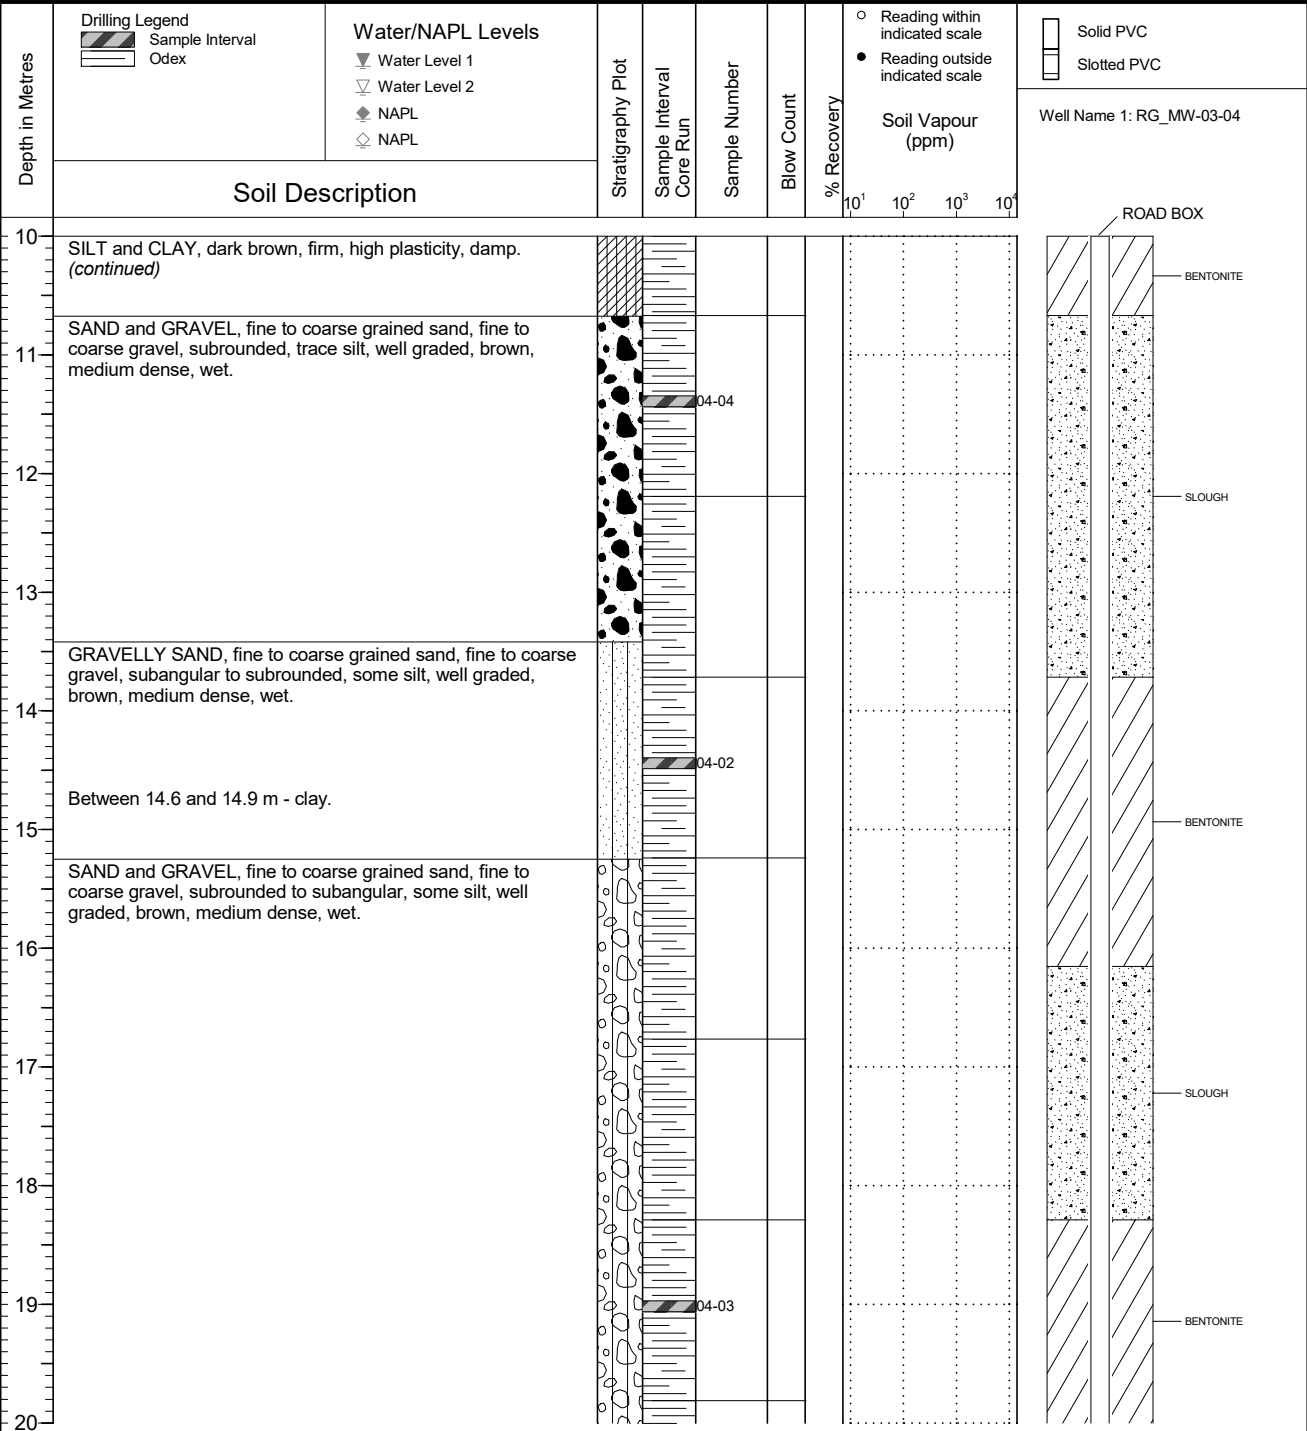 Depth in Metres
Drilling Legend
Sample Interval
Odex
Water/NAPL Levels
Water Level 1
Water Level 2
NAPL
NAPL
Soil Description
Stratigraphy Plot
Sample Interval
Core Run
Sample Number
Blow Count
% Recovery
Reading within
indicated scale
Reading outside
indicated scale
Soil Vapour
(ppm)
10¹ 10² 10³ 10⁴
Solid PVC
Slotted PVC
Well Name 1: RG_MW-03-04
ROAD BOX
10
SILT and CLAY, dark brown, firm, high plasticity, damp.
(continued)
BENTONITE
SAND and GRAVEL, fine to coarse grained sand, fine to
coarse gravel, subrounded, trace silt, well graded, brown,
medium dense, wet.
11
04-04
12
SLOUGH
13
GRAVELLY SAND, fine to coarse grained sand, fine to coarse
gravel, subangular to subrounded, some silt, well graded,
brown, medium dense, wet.
14
04-02
Between 14.6 and 14.9 m - clay.
BENTONITE
15
SAND and GRAVEL, fine to coarse grained sand, fine to
coarse gravel, subrounded to subangular, some silt, well
graded, brown, medium dense, wet.
16
17
SLOUGH
18
19
04-03
BENTONITE
20